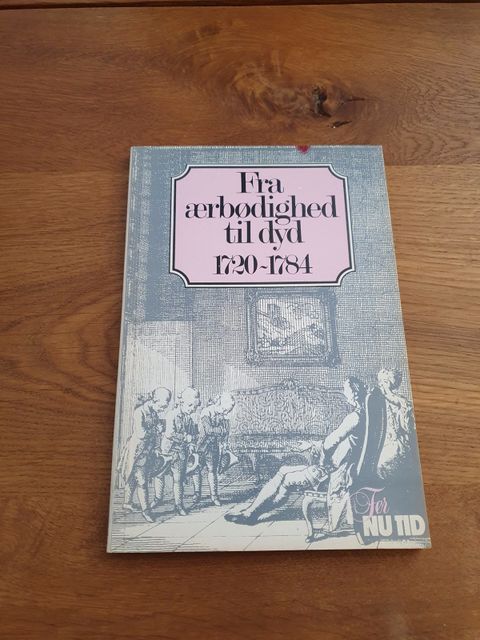 Fra
ærbødighed
til dyd
1720-1784
Før
NU TID